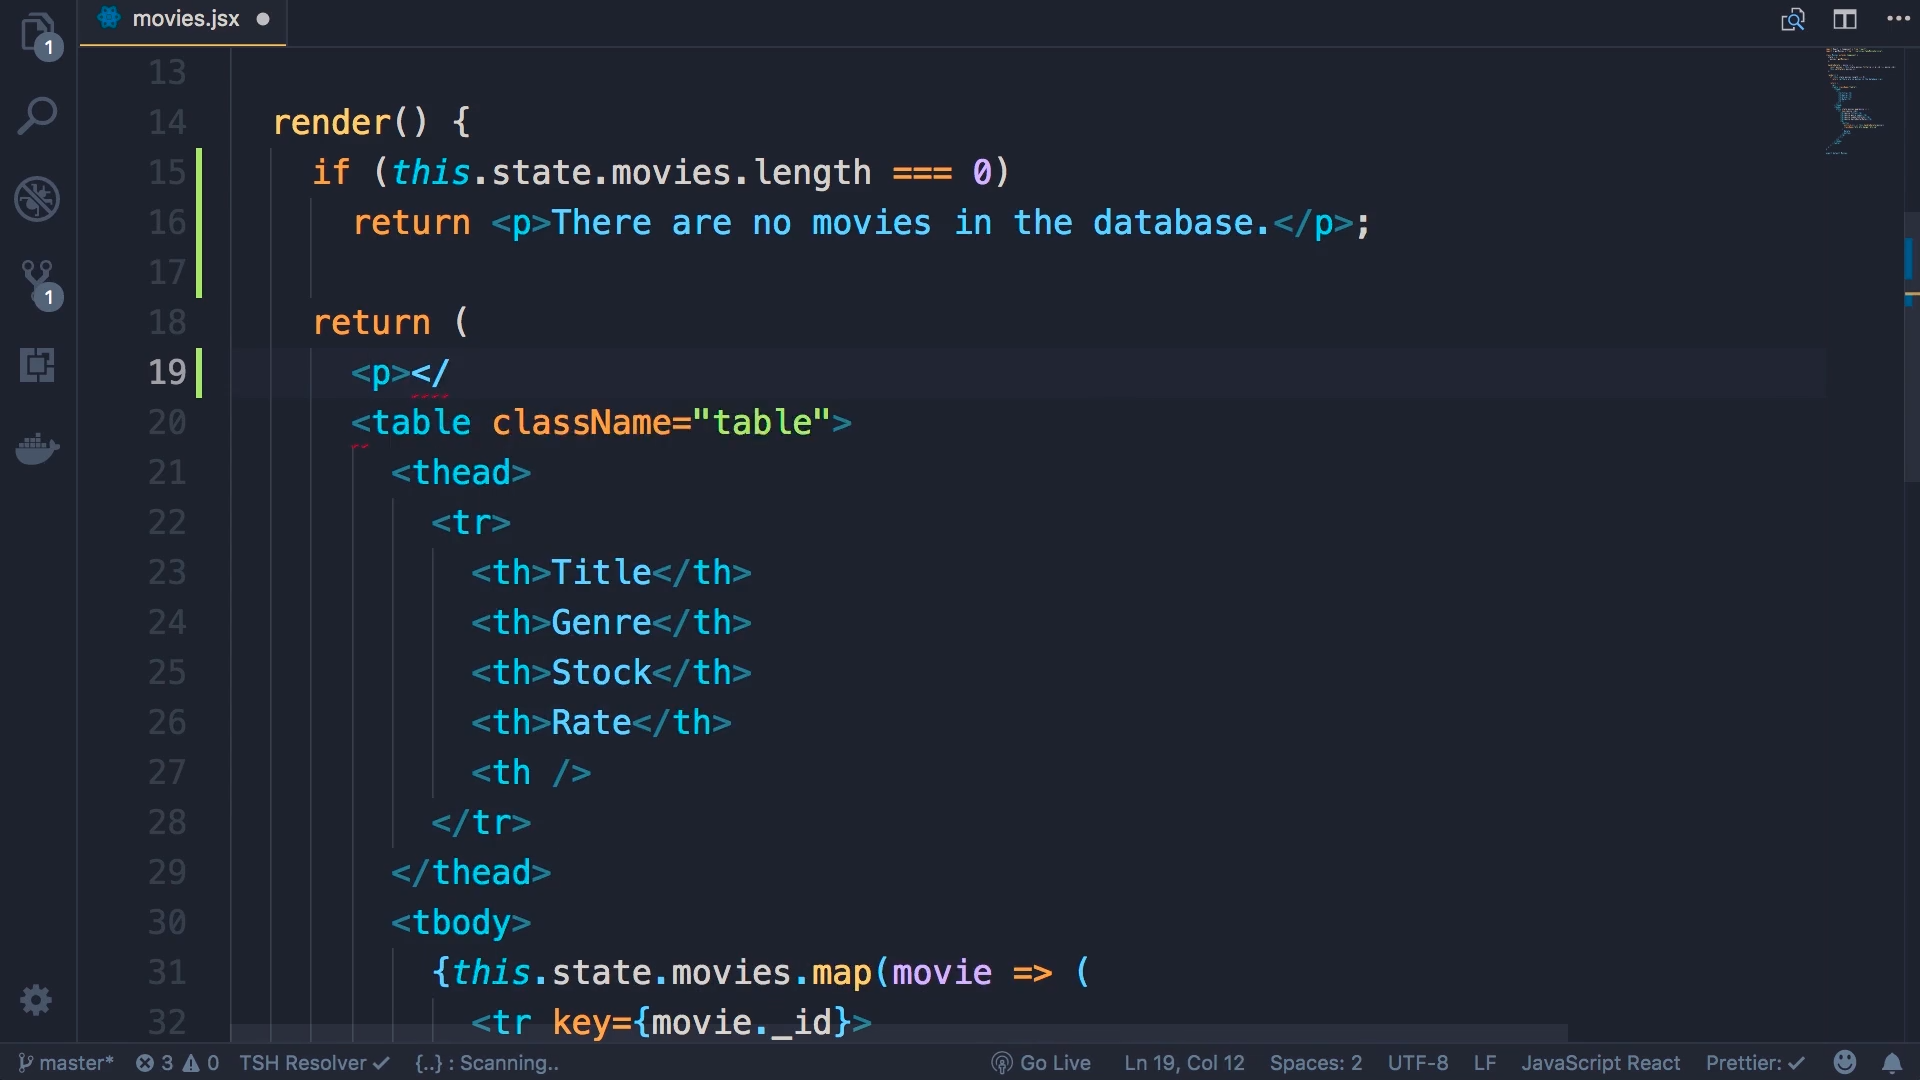 movies.jsx
1
1
13
14 render() {
15 if (this.state.movies.length === 0)
16 return <p>There are no movies in the database.</p>;
17
18 return (
19 <p></
20 <table className="table">
21 <thead>
22 <tr>
23 <th>Title</th>
24 <th>Genre</th>
25 <th>Stock</th>
26 <th>Rate</th>
27 <th />
28 </tr>
29 </thead>
30 <tbody>
31 {this.state.movies.map(movie => (
32 <tr key={movie._id}>
master* 3 0 TSH Resolver {..} : Scanning.. Go Live Ln 19, Col 12 Spaces: 2 UTF-8 LF JavaScript React Prettier: